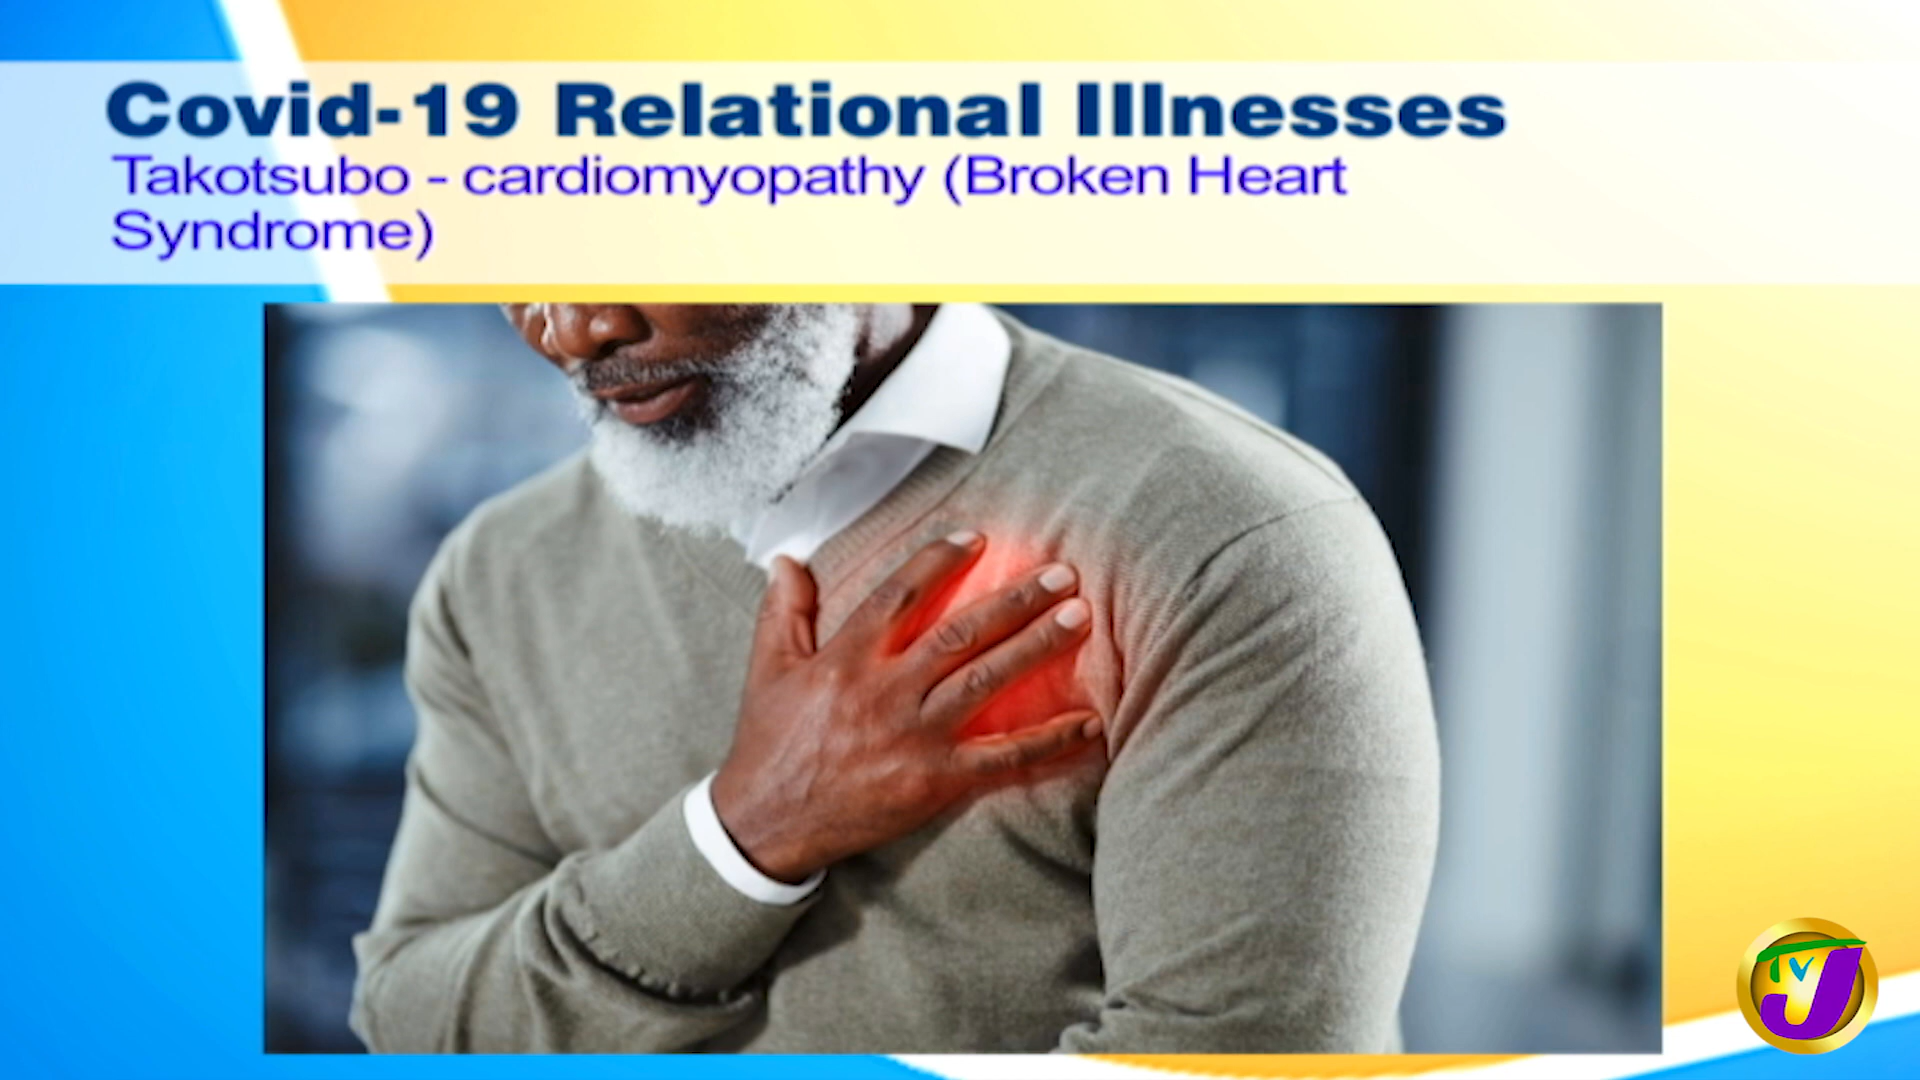 Covid-19 Relational Illnesses
Takotsubo - cardiomyopathy (Broken Heart
Syndrome)
TVJ